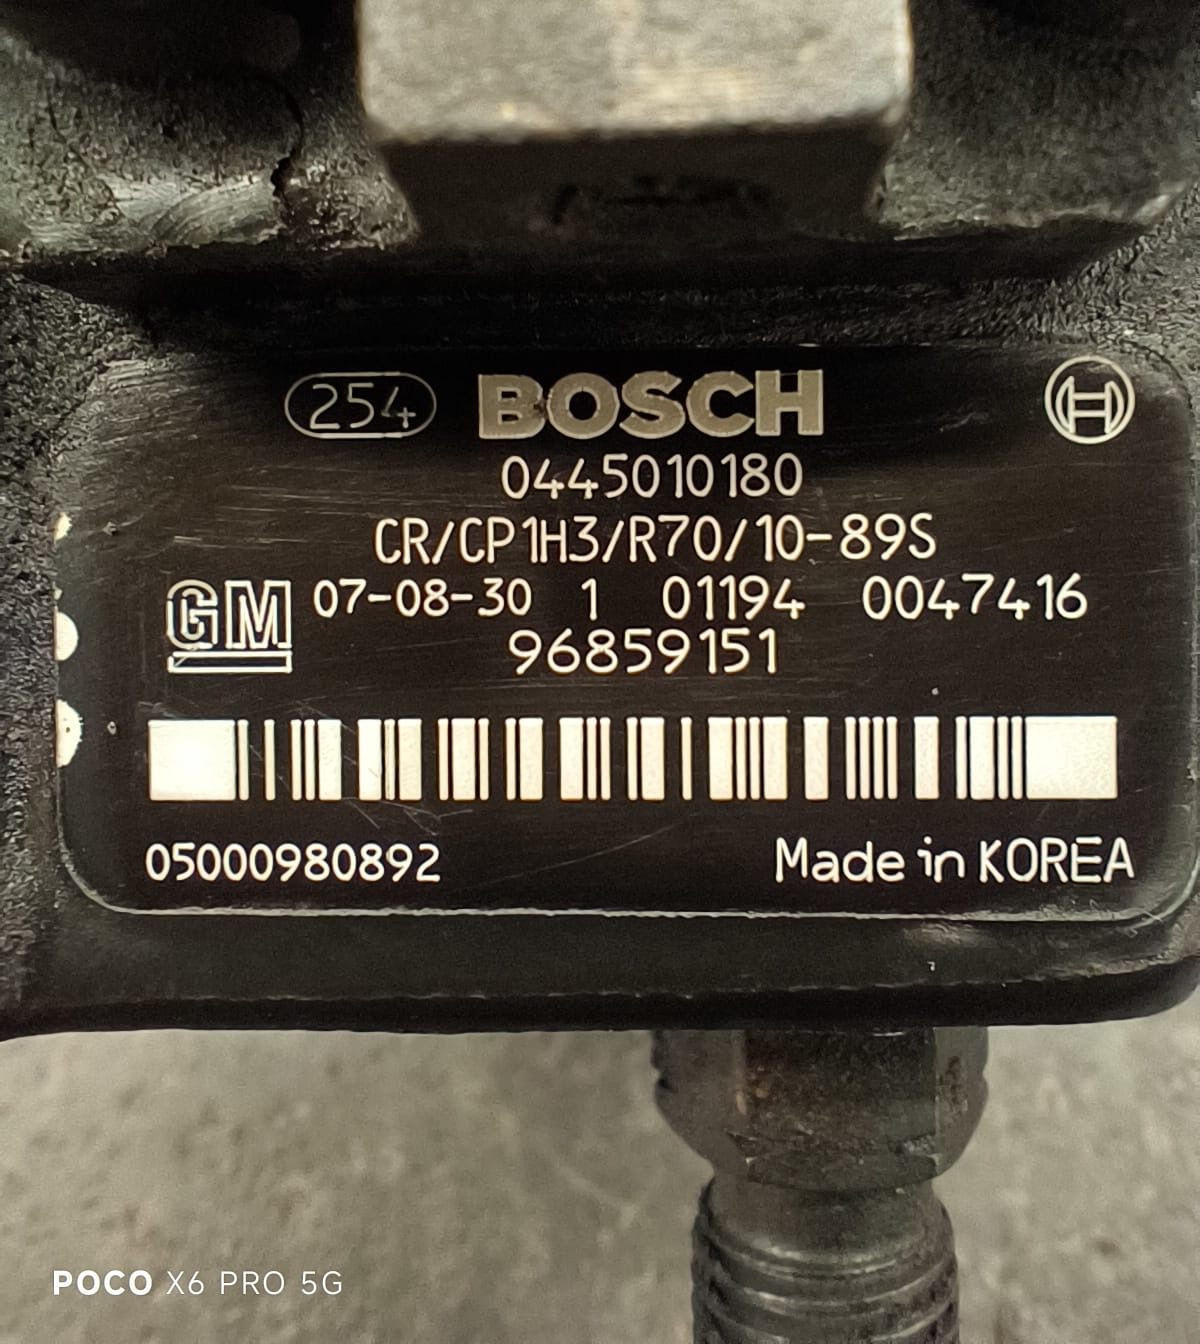 254 BOSCH
0445010180
CR/CP1H3/R70/10-89S
GM 07-08-30 1 01194 0047416
96859151
05000980892 Made in KOREA
POCO X6 PRO 5G